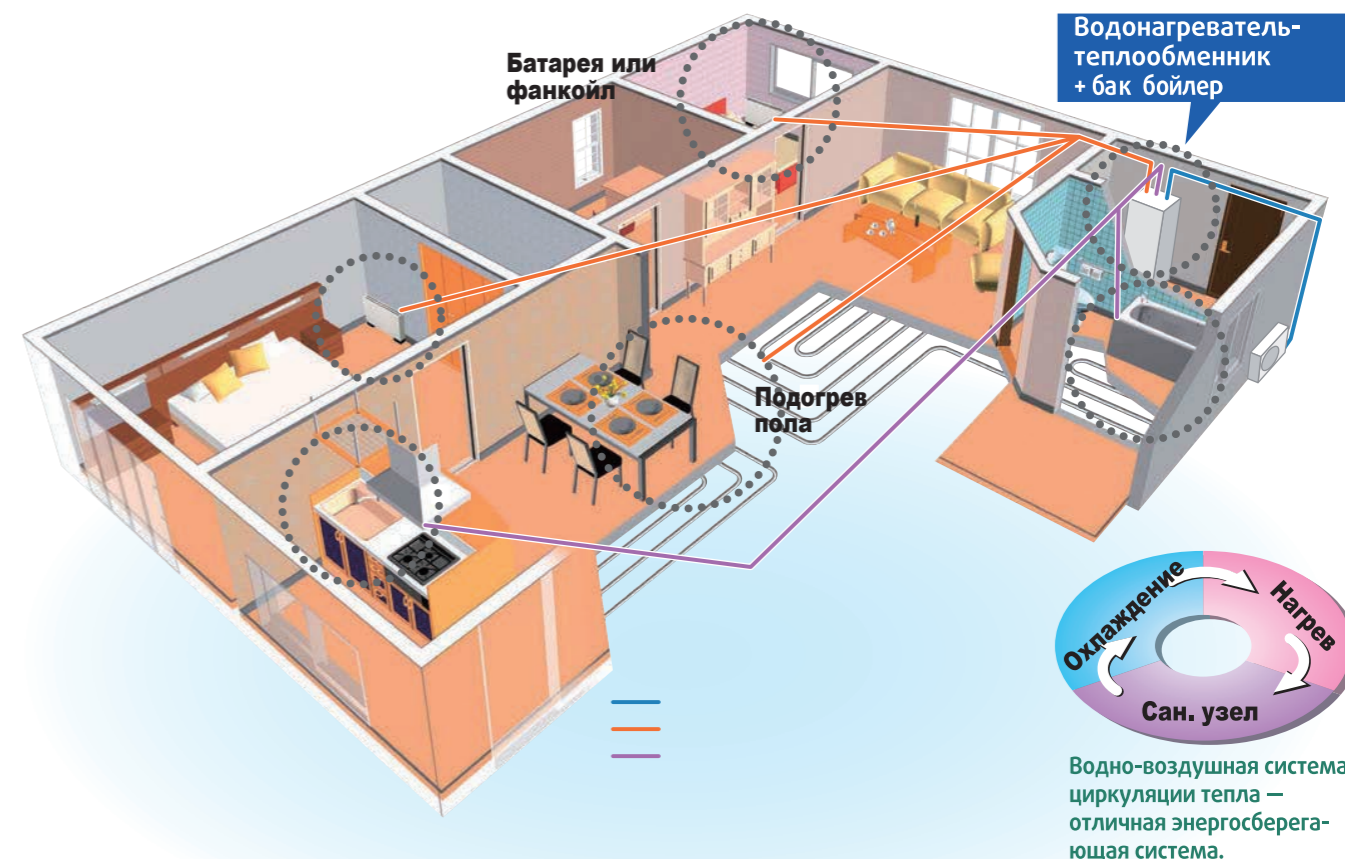 Водонагреватель-
теплообменник
+ бак бойлер
Батарея или
фанкойл
Подогрев
пола
Охлаждение
Нагрев
Сан. узел
Водно-воздушная система
циркуляции тепла –
отличная энергосберега-
ющая система.